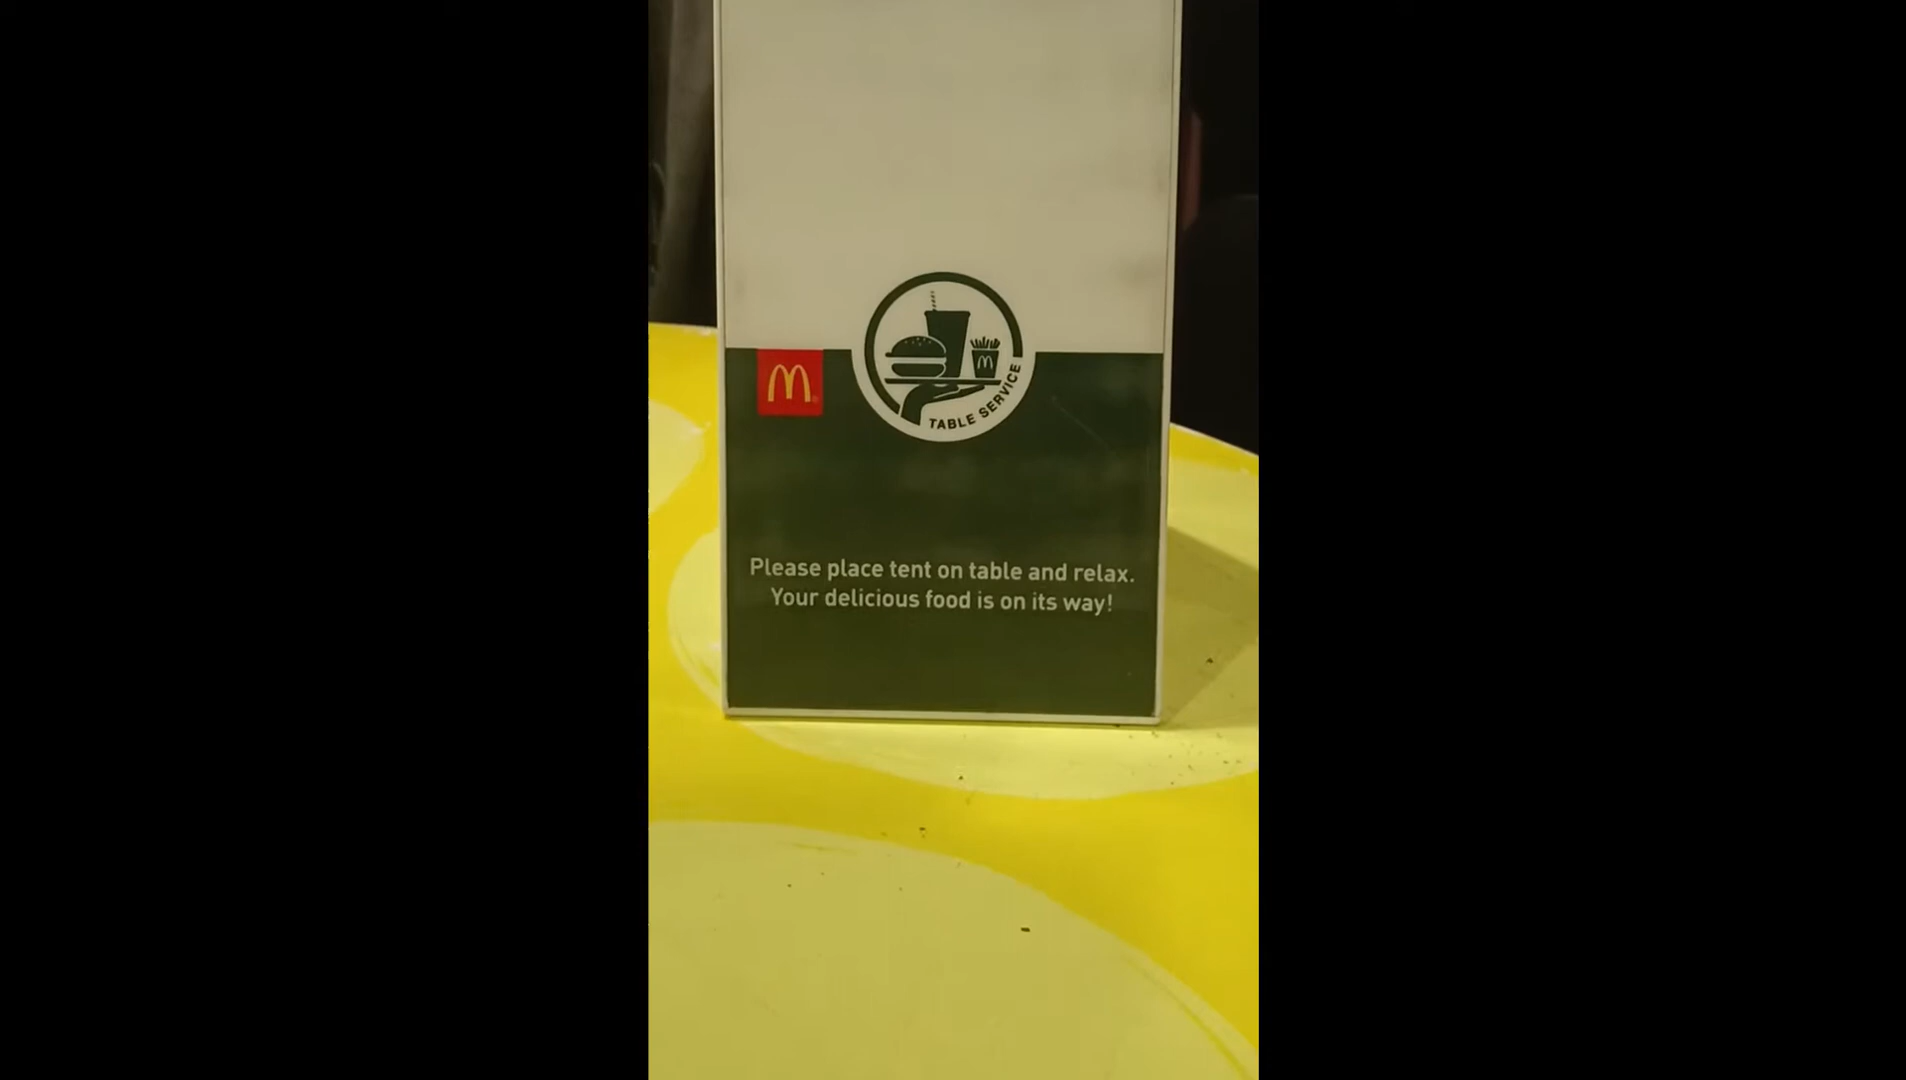 TABLE SERVICE
Please place tent on table and relax.
Your delicious food is on its way!